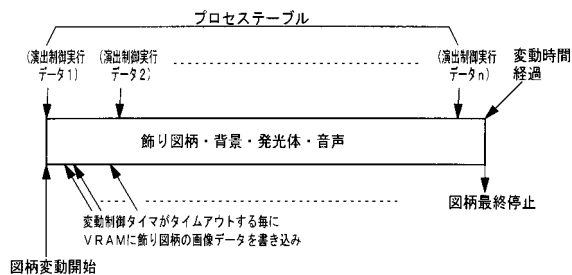 プロセステーブル
(演出制御実行
データ1)
(演出制御実行
データ2)
(演出制御実行
データn)
変動時間
経過
飾り図柄・背景・発光体・音声
変動制御タイマがタイムアウトする毎に
VRAMに飾り図柄の画像データを書き込み
図柄最終停止
図柄変動開始